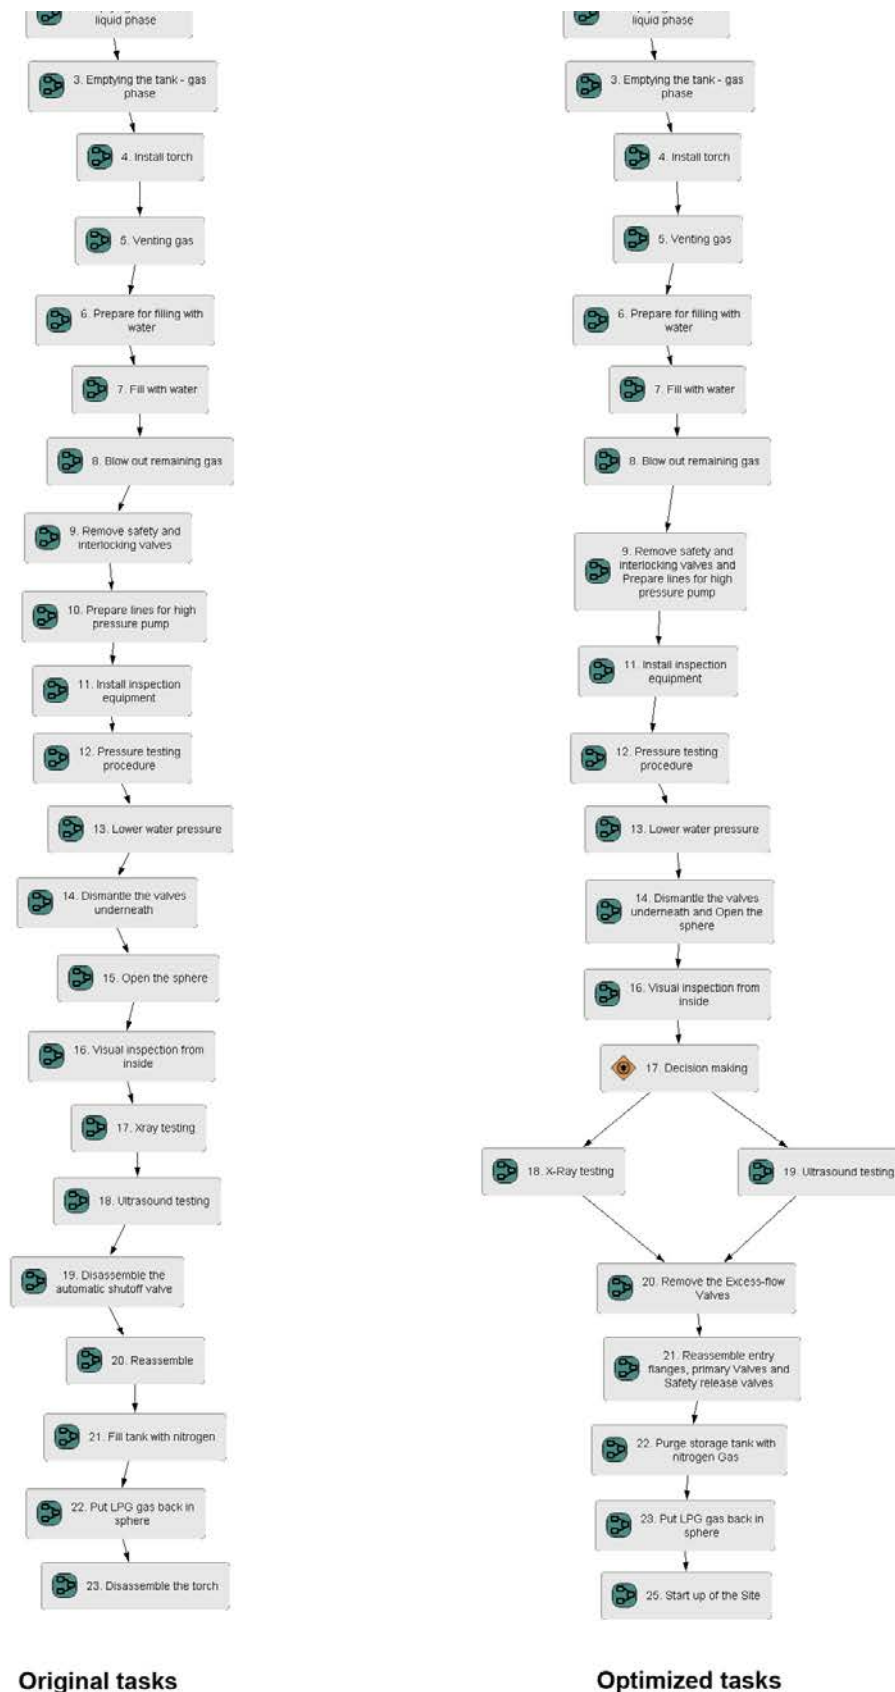 liquid phase
3. Emptying the tank - gas
phase
4. Install torch
5. Venting gas
6. Prepare for filling with
water
7. Fill with water
8. Blow out remaining gas
9. Remove safety and
interlocking valves
10. Prepare lines for high
pressure pump
11. Install inspection
equipment
12. Pressure testing
procedure
13. Lower water pressure
14. Dismantle the valves
underneath
15. Open the sphere
16. Visual inspection from
inside
17. Xray testing
18. Ultrasound testing
19. Disassemble the
automatic shutoff valve
20. Reassemble
21. Fill tank with nitrogen
22. Put LPG gas back in
sphere
23. Disassemble the torch
Original tasks
liquid phase
3. Emptying the tank - gas
phase
4. Install torch
5. Venting gas
6. Prepare for filling with
water
7. Fill with water
8. Blow out remaining gas
9. Remove safety and
interlocking valves and
Prepare lines for high
pressure pump
11. Install inspection
equipment
12. Pressure testing
procedure
13. Lower water pressure
14. Dismantle the valves
underneath and Open the
sphere
16. Visual inspection from
inside
17. Decision making
18. X-Ray testing
19. Ultrasound testing
20. Remove the Excess-flow
Valves
21. Reassemble entry
flanges, primary Valves and
Safety release valves
22. Purge storage tank with
nitrogen Gas
23. Put LPG gas back in
sphere
25. Start up of the Site
Optimized tasks